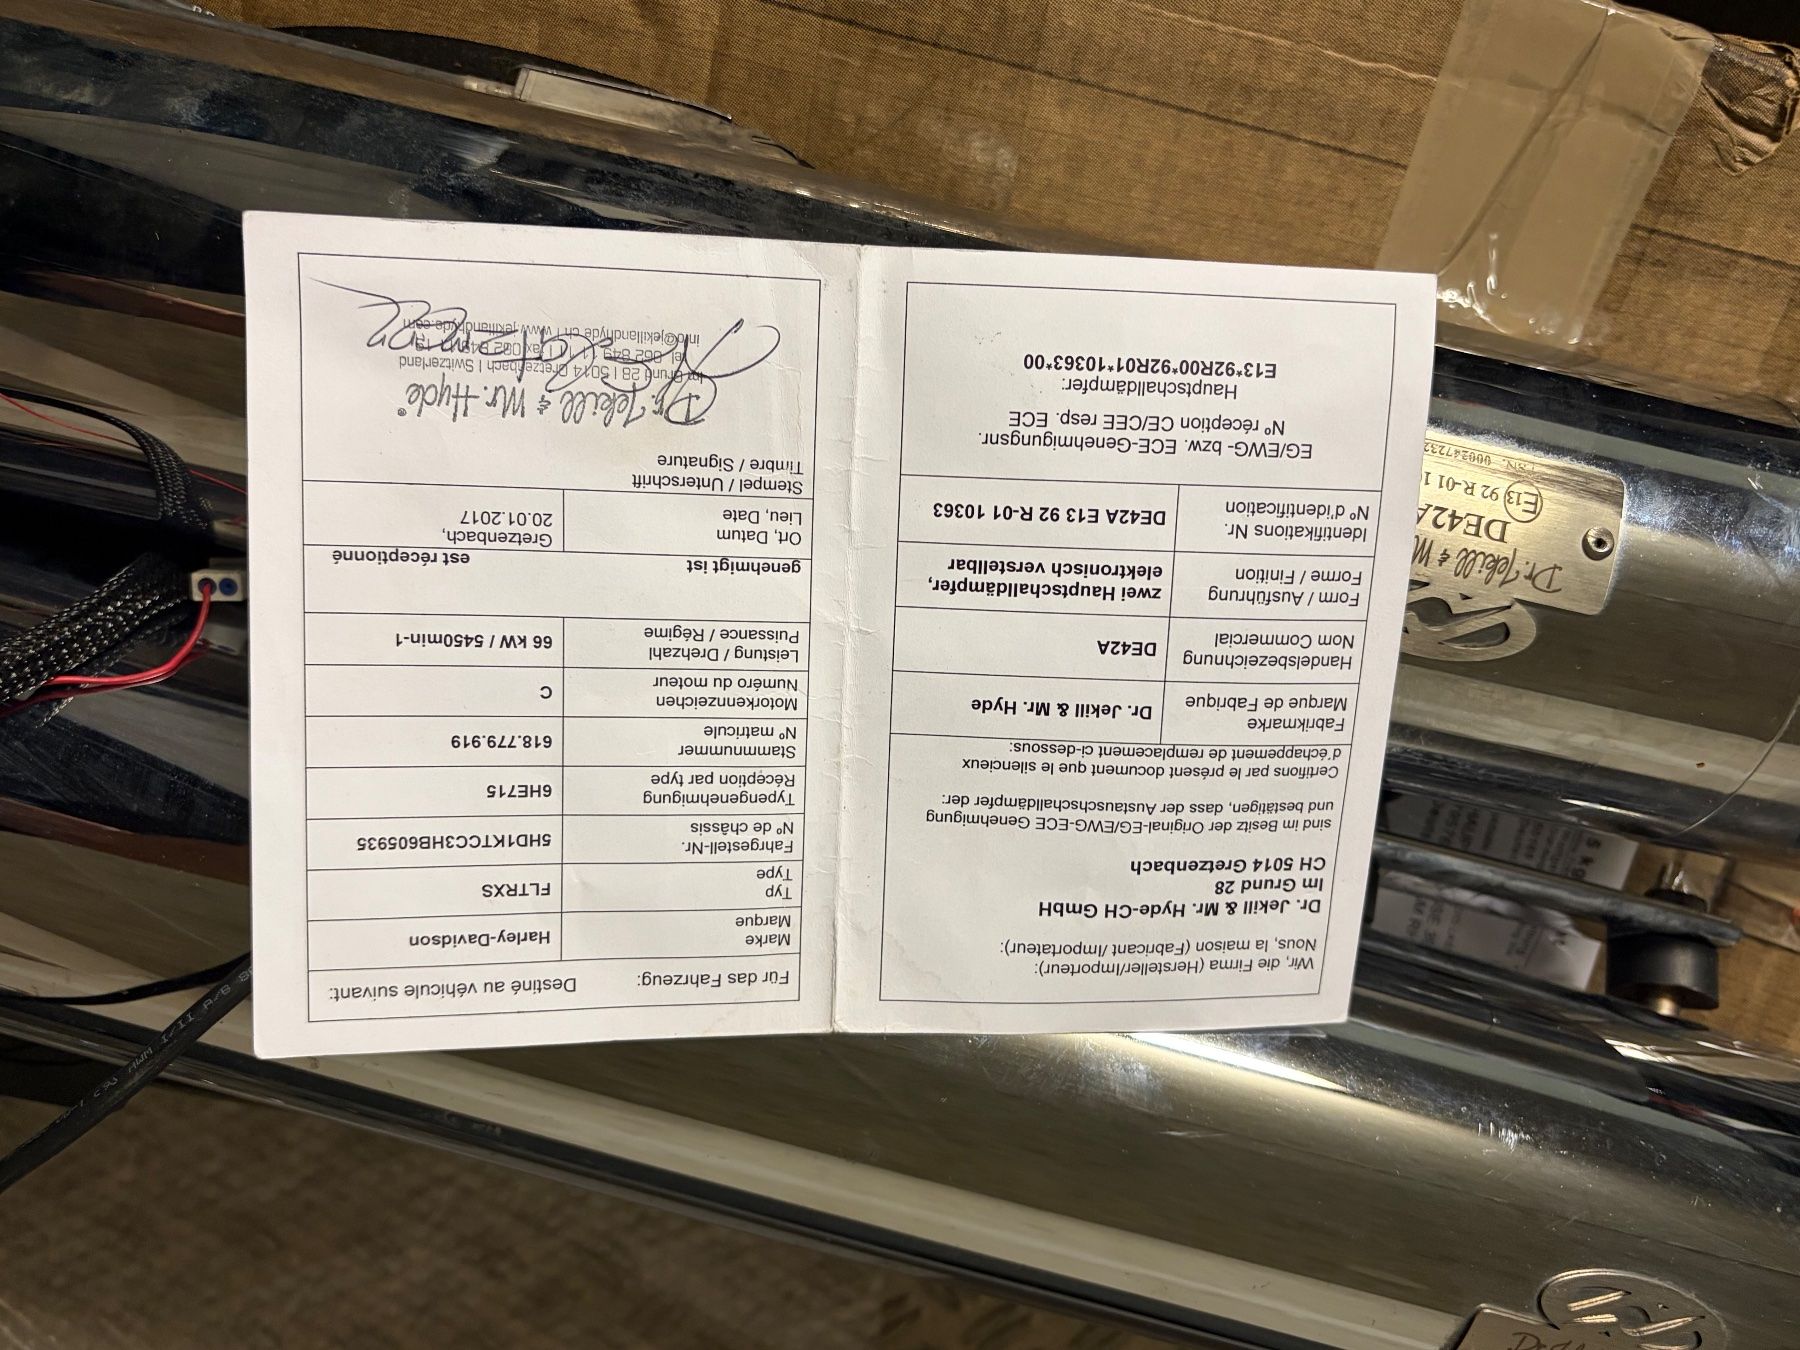 Wir, die Firma (Hersteller/Importeur):
Nous, la maison (Fabricant /Importateur):
Dr. Jekill & Mr. Hyde-CH GmbH
Im Grund 28
CH 5014 Gretzenbach
sind im Besitz der Original-EG/EWG-ECE Genehmigung
und bestätigen, dass der Austauschschalldämpfer der:
Certifions par le présent document que le silencieux
d'échappement de remplacement ci-dessous:
Fabrikmarke
Marque de Fabrique
Dr. Jekill & Mr. Hyde
Handelsbezeichnung
Nom Commercial
DE42A
Form / Ausführung
Forme / Finition
zwei Hauptschalldämpfer,
elektronisch verstellbar
Identifikations Nr.
N° d'identification
DE42A E13 92 R-01 10363
EG/EWG- bzw. ECE-Genehmigungsnr.
N° réception CE/CEE resp. ECE
Hauptschalldämpfer:
E13*92R00*92R01*10363*00
Für das Fahrzeug: Destiné au véhicule suivant:
Marke
Marque
Harley-Davidson
Typ
Type
FLTRXS
Fahrgestell-Nr.
N° de châssis
5HD1KTCC3HB605935
Typengenehmigung
Réception par type
6HE715
Stammnummer
N° matricule
618.779.919
Motorkennzeichen
Numéro du moteur
C
Leistung / Drehzahl
Puissance / Régime
66 kW / 5450min-1
genehmigt ist est réceptionné
Ort, Datum
Lieu, Date
Gretzenbach,
20.01.2017
Stempel / Unterschrift
Timbre / Signature
Dr. Jekill & Mr. Hyde®
Im Grund 28 I 5014 Gretzenbach I Switzerland
info@jekillandhyde.ch I www.jekillandhyde.com
Dr. Jekill & M
DE42A
E13 92 R-01 1
SN. 000247232